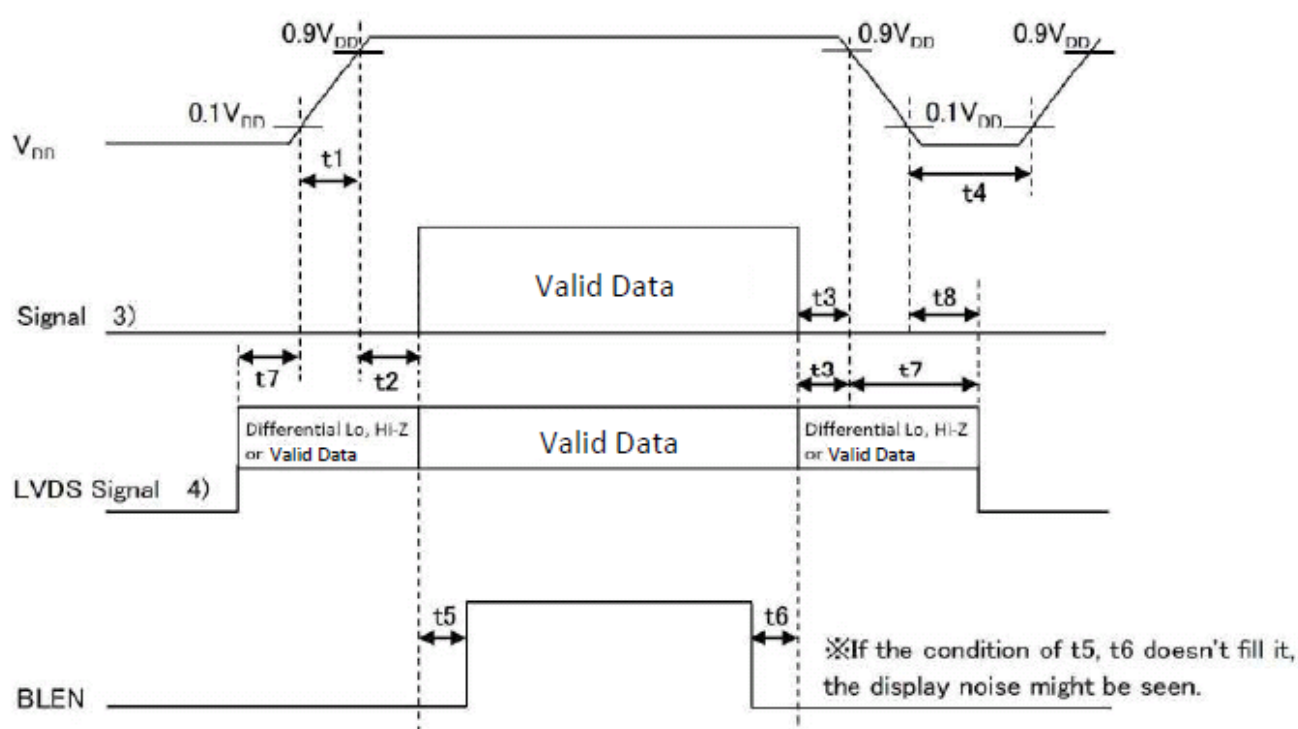 0.9VDD
0.9VDD
0.9VDD
0.1VDD
0.1VDD
VDD
t1
t4
Valid Data
Signal 3)
t3
t8
t7
t2
t3
t7
Differential Lo, Hi-Z
or Valid Data
Valid Data
Differential Lo, Hi-Z
or Valid Data
LVDS Signal 4)
t5
t6
※If the condition of t5, t6 doesn't fill it,
the display noise might be seen.
BLEN